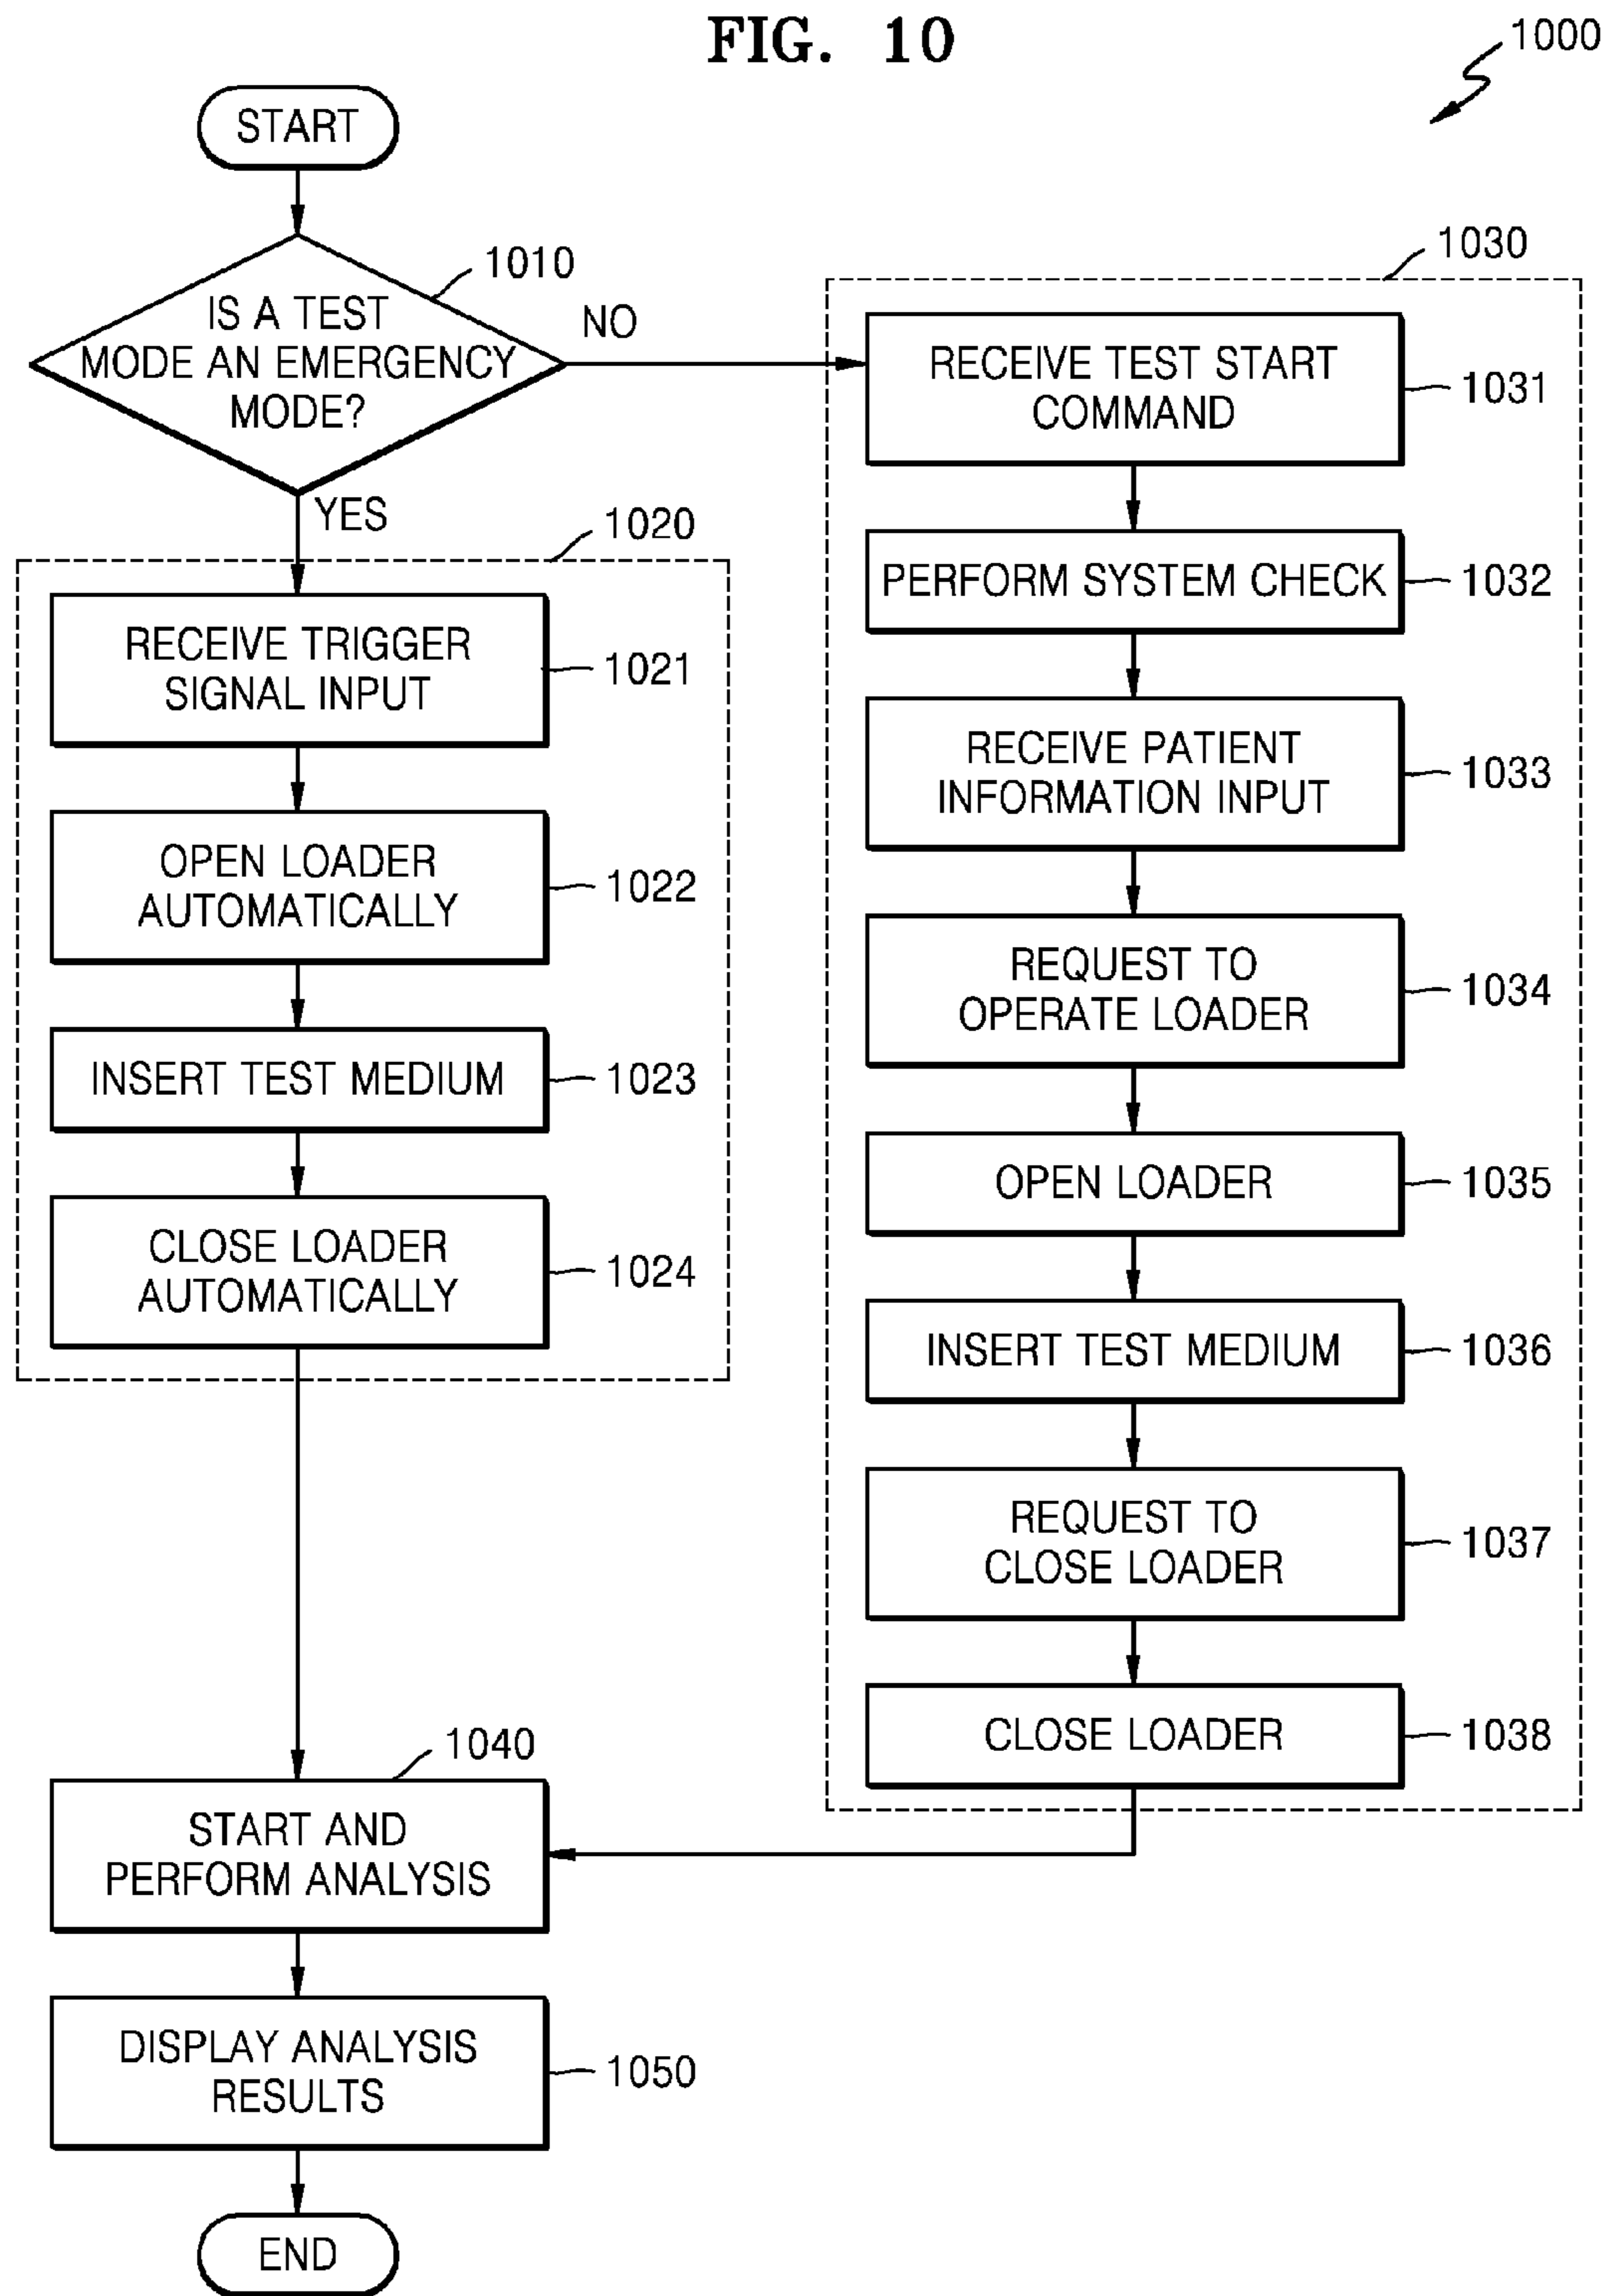 FIG. 10
1000
START
1010
IS A TEST
MODE AN EMERGENCY
MODE?
NO
YES
1020
RECEIVE TRIGGER
SIGNAL INPUT
1021
OPEN LOADER
AUTOMATICALLY
1022
INSERT TEST MEDIUM
1023
CLOSE LOADER
AUTOMATICALLY
1024
1030
RECEIVE TEST START
COMMAND
1031
PERFORM SYSTEM CHECK
1032
RECEIVE PATIENT
INFORMATION INPUT
1033
REQUEST TO
OPERATE LOADER
1034
OPEN LOADER
1035
INSERT TEST MEDIUM
1036
REQUEST TO
CLOSE LOADER
1037
CLOSE LOADER
1038
1040
START AND
PERFORM ANALYSIS
DISPLAY ANALYSIS
RESULTS
1050
END